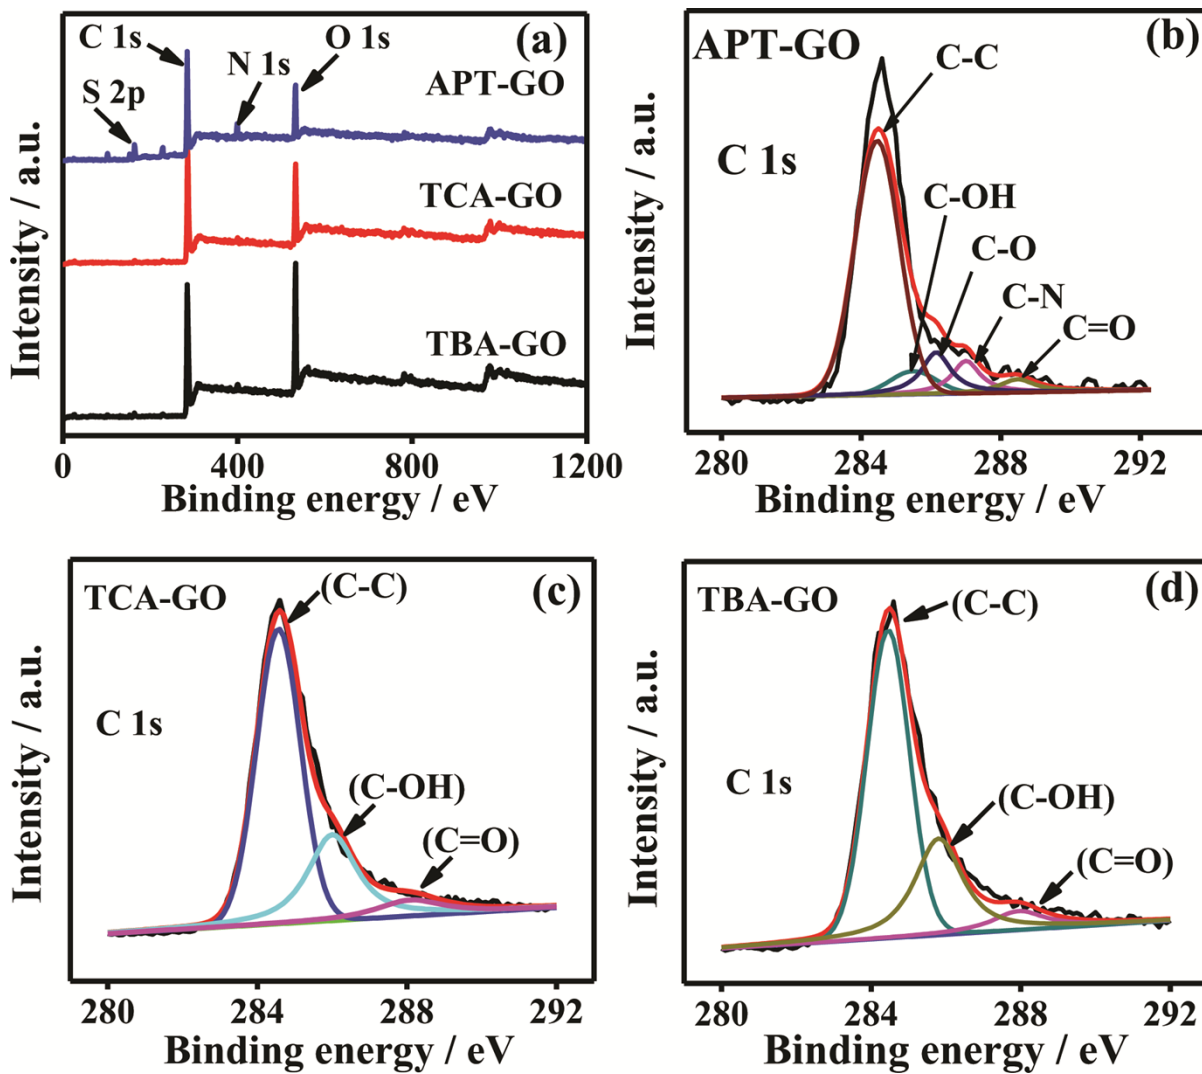 (a)
C 1s
O 1s
N 1s
S 2p
APT-GO
TCA-GO
TBA-GO
Intensity / a.u.
0 400 800 1200
Binding energy / eV
(b)
APT-GO
C-C
C 1s
C-OH
C-O
C-N
C=O
Intensity / a.u.
280 284 288 292
Binding energy / eV
(c)
TCA-GO
(C-C)
C 1s
(C-OH)
(C=O)
Intensity / a.u.
280 284 288 292
Binding energy / eV
(d)
TBA-GO
(C-C)
C 1s
(C-OH)
(C=O)
Intensity / a.u.
280 284 288 292
Binding energy / eV